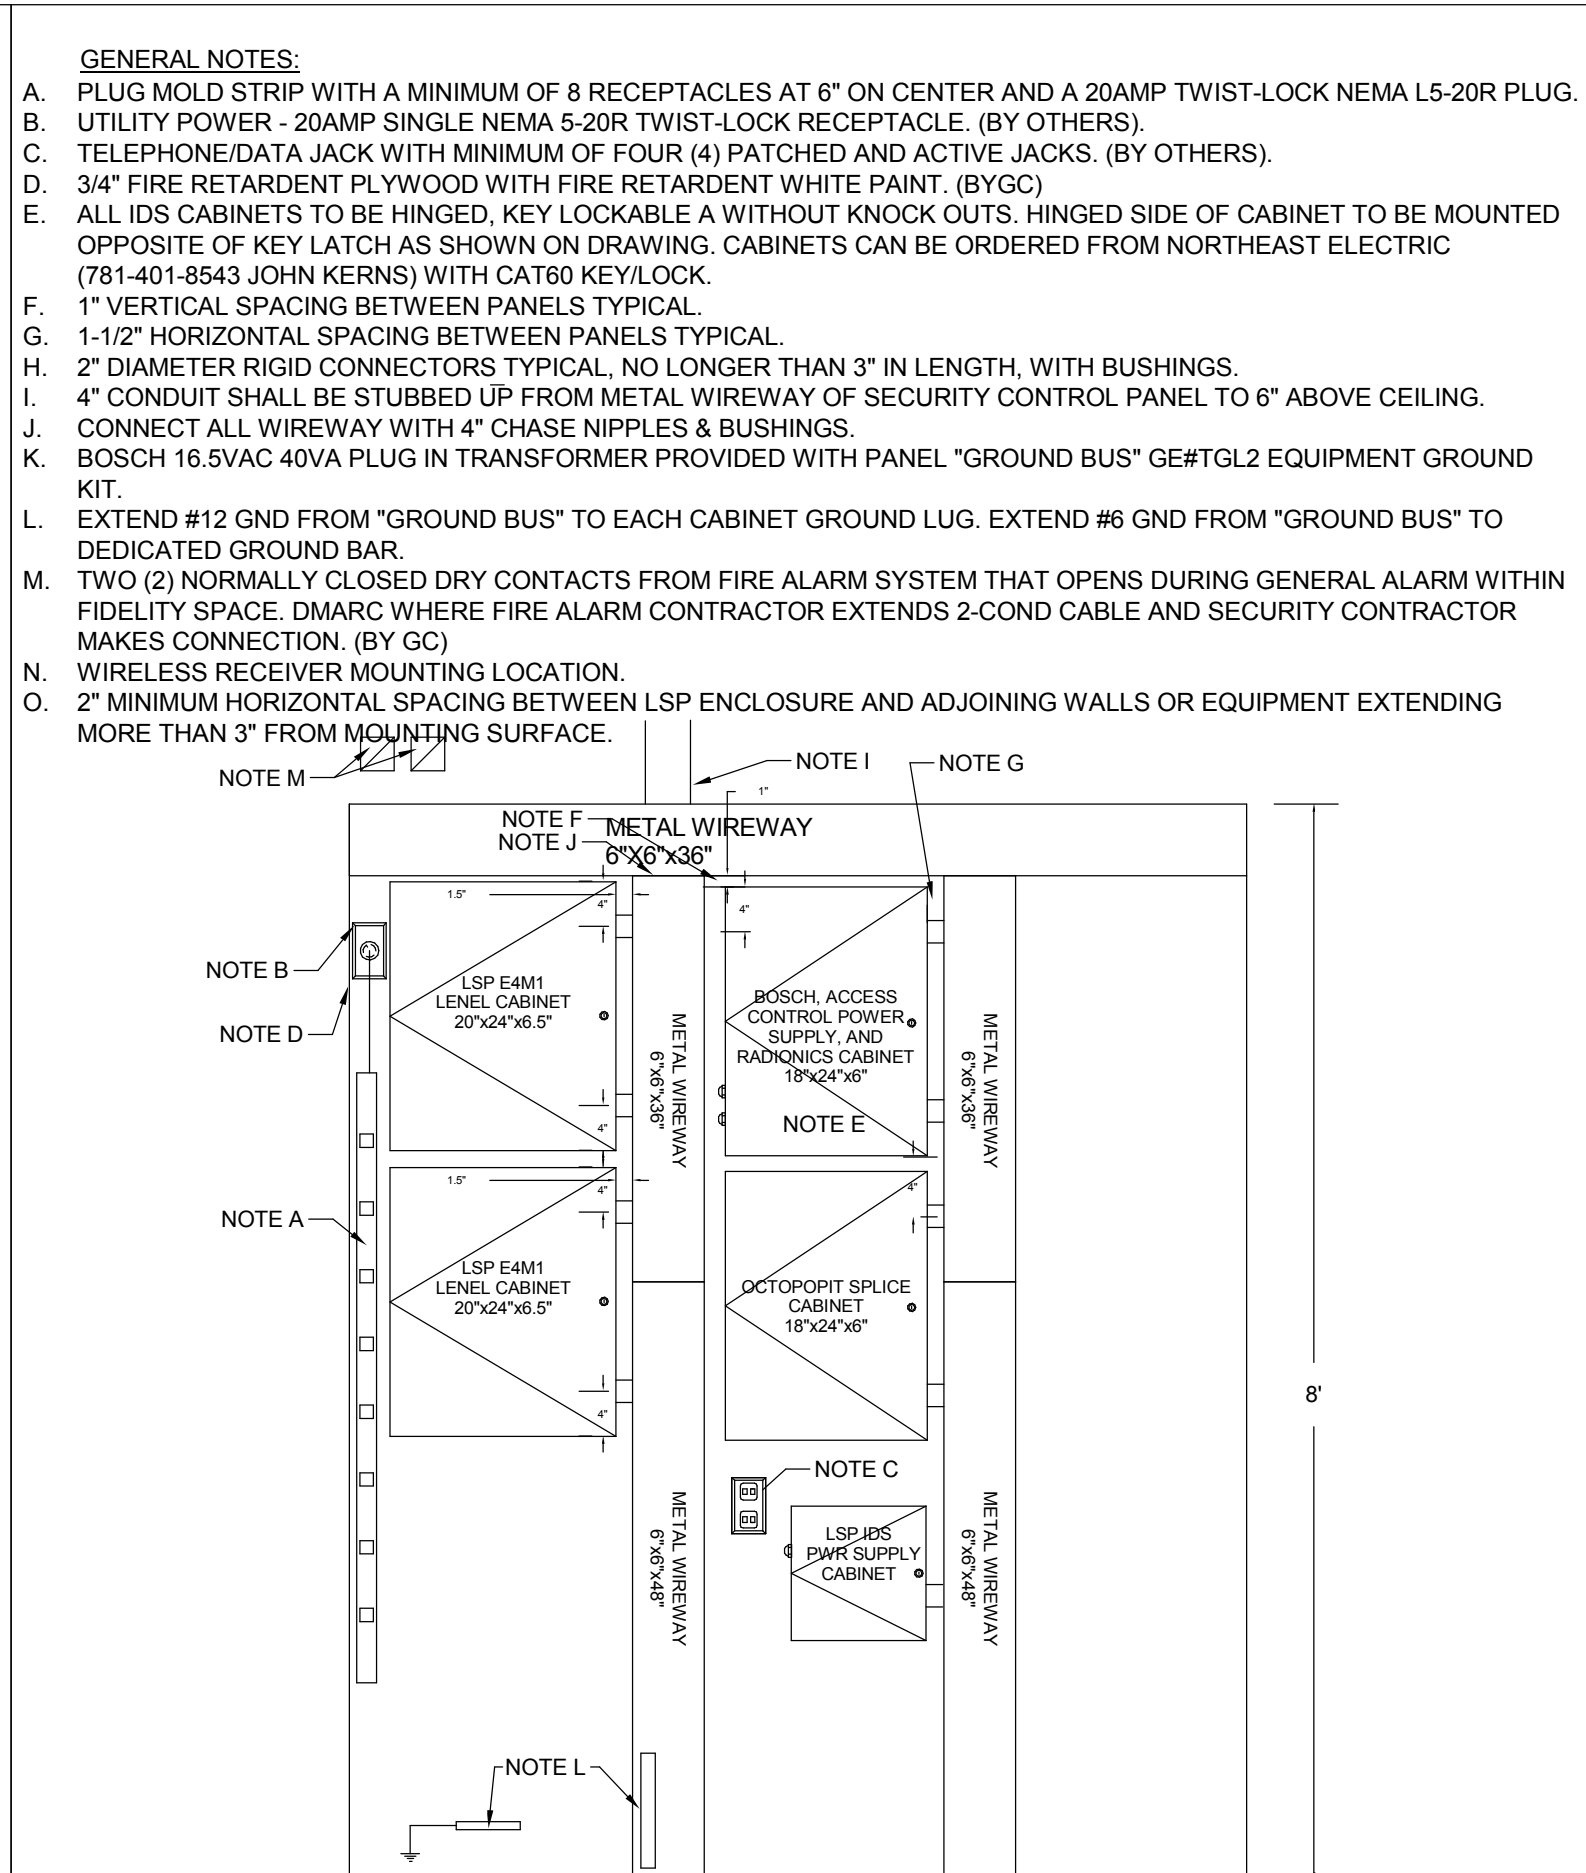 GENERAL NOTES:
A. PLUG MOLD STRIP WITH A MINIMUM OF 8 RECEPTACLES AT 6" ON CENTER AND A 20AMP TWIST-LOCK NEMA L5-20R PLUG.
B. UTILITY POWER - 20AMP SINGLE NEMA 5-20R TWIST-LOCK RECEPTACLE. (BY OTHERS).
C. TELEPHONE/DATA JACK WITH MINIMUM OF FOUR (4) PATCHED AND ACTIVE JACKS. (BY OTHERS).
D. 3/4" FIRE RETARDENT PLYWOOD WITH FIRE RETARDENT WHITE PAINT. (BYGC)
E. ALL IDS CABINETS TO BE HINGED, KEY LOCKABLE A WITHOUT KNOCK OUTS. HINGED SIDE OF CABINET TO BE MOUNTED
OPPOSITE OF KEY LATCH AS SHOWN ON DRAWING. CABINETS CAN BE ORDERED FROM NORTHEAST ELECTRIC
(781-401-8543 JOHN KERNS) WITH CAT60 KEY/LOCK.
F. 1" VERTICAL SPACING BETWEEN PANELS TYPICAL.
G. 1-1/2" HORIZONTAL SPACING BETWEEN PANELS TYPICAL.
H. 2" DIAMETER RIGID CONNECTORS TYPICAL, NO LONGER THAN 3" IN LENGTH, WITH BUSHINGS.
I. 4" CONDUIT SHALL BE STUBBED UP FROM METAL WIREWAY OF SECURITY CONTROL PANEL TO 6" ABOVE CEILING.
J. CONNECT ALL WIREWAY WITH 4" CHASE NIPPLES & BUSHINGS.
K. BOSCH 16.5VAC 40VA PLUG IN TRANSFORMER PROVIDED WITH PANEL "GROUND BUS" GE#TGL2 EQUIPMENT GROUND
KIT.
L. EXTEND #12 GND FROM "GROUND BUS" TO EACH CABINET GROUND LUG. EXTEND #6 GND FROM "GROUND BUS" TO
DEDICATED GROUND BAR.
M. TWO (2) NORMALLY CLOSED DRY CONTACTS FROM FIRE ALARM SYSTEM THAT OPENS DURING GENERAL ALARM WITHIN
FIDELITY SPACE. DMARC WHERE FIRE ALARM CONTRACTOR EXTENDS 2-COND CABLE AND SECURITY CONTRACTOR
MAKES CONNECTION. (BY GC)
N. WIRELESS RECEIVER MOUNTING LOCATION.
O. 2" MINIMUM HORIZONTAL SPACING BETWEEN LSP ENCLOSURE AND ADJOINING WALLS OR EQUIPMENT EXTENDING
MORE THAN 3" FROM MOUNTING SURFACE.
NOTE M
NOTE I
NOTE G
1"
NOTE F
NOTE J
METAL WIREWAY
6"X6"x36"
1.5"
4"
4"
NOTE B
NOTE D
LSP E4M1
LENEL CABINET
20"x24"x6.5"
4"
METAL WIREWAY
6"x6"x36"
BOSCH, ACCESS
CONTROL POWER
SUPPLY, AND
RADIONICS CABINET
18"x24"x6"
NOTE E
METAL WIREWAY
6"x6"x36"
1.5"
4"
4"
NOTE A
LSP E4M1
LENEL CABINET
20"x24"x6.5"
4"
OCTOPOPIT SPLICE
CABINET
18"x24"x6"
8'
NOTE C
METAL WIREWAY
6"x6"x48"
LSP IDS
PWR SUPPLY
CABINET
METAL WIREWAY
6"x6"x48"
NOTE L